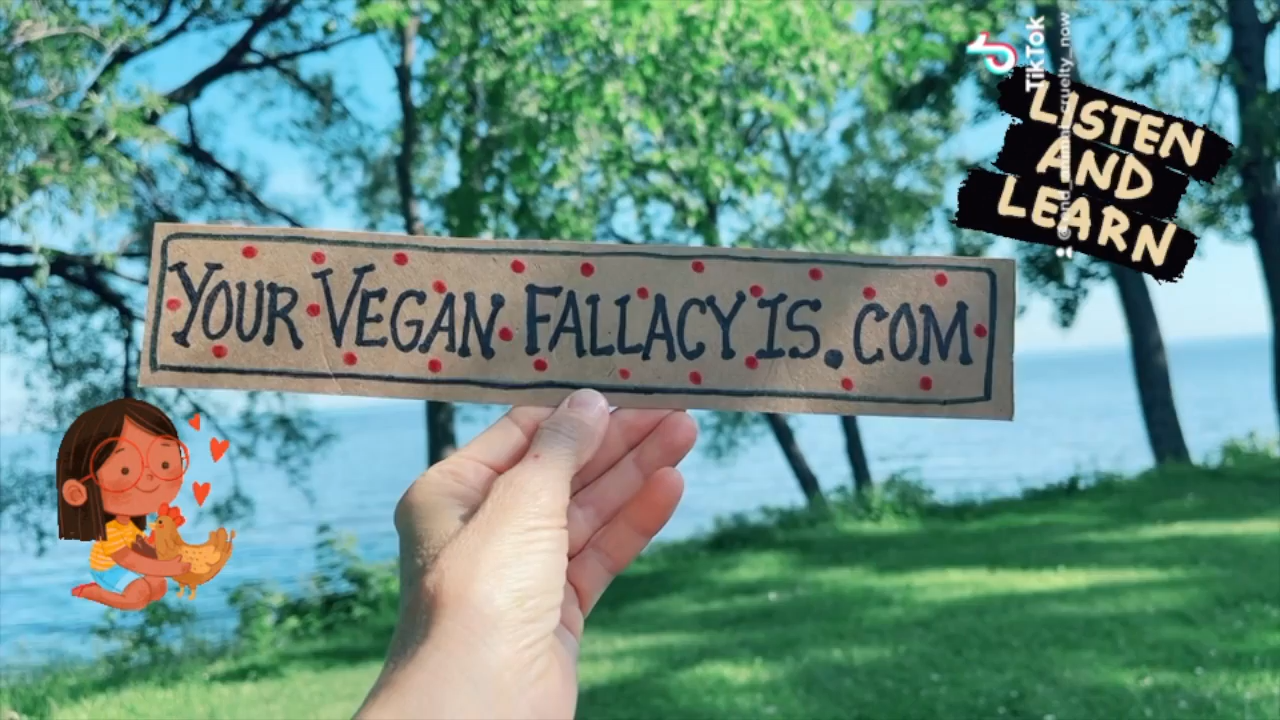 YOUR VEGAN FALLACY IS.COM
LISTEN
AND
LEARN
TikTok